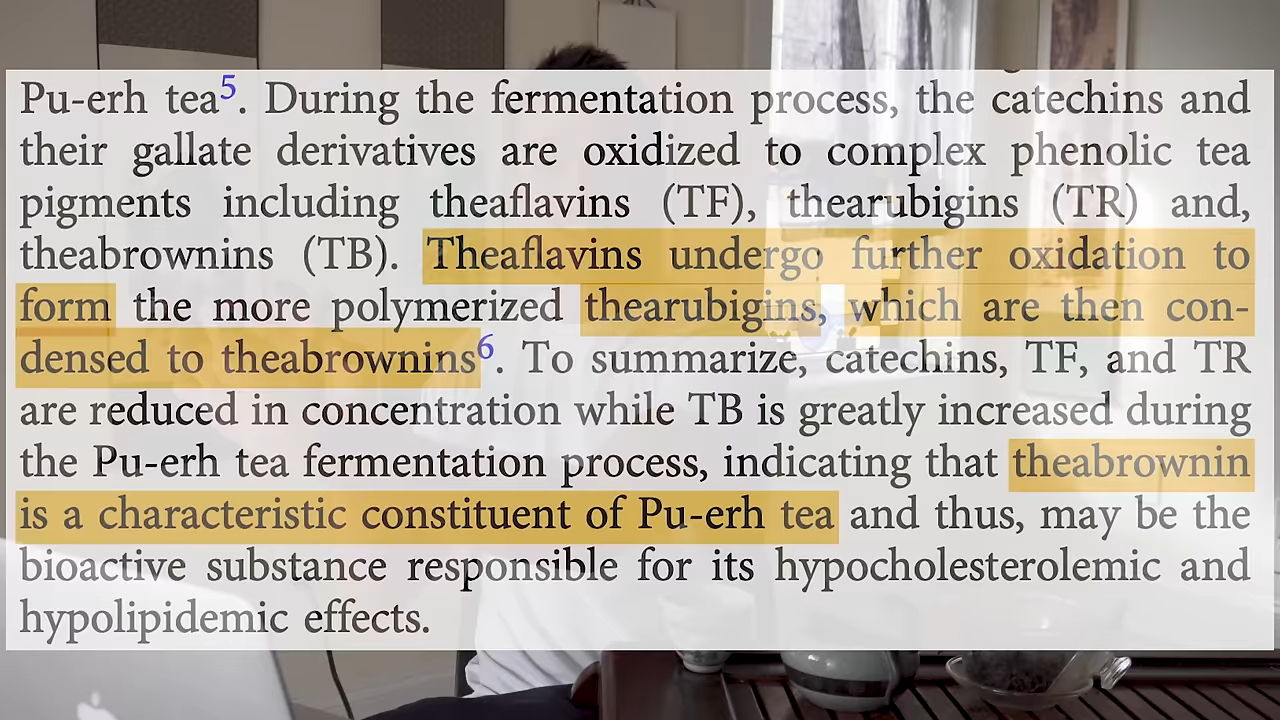 Pu-erh tea5. During the fermentation process, the catechins and
their gallate derivatives are oxidized to complex phenolic tea
pigments including theaflavins (TF), thearubigins (TR) and,
theabrownins (TB). Theaflavins undergo further oxidation to
form the more polymerized thearubigins, which are then con-
densed to theabrownins6. To summarize, catechins, TF, and TR
are reduced in concentration while TB is greatly increased during
the Pu-erh tea fermentation process, indicating that theabrownin
is a characteristic constituent of Pu-erh tea and thus, may be the
bioactive substance responsible for its hypocholesterolemic and
hypolipidemic effects.